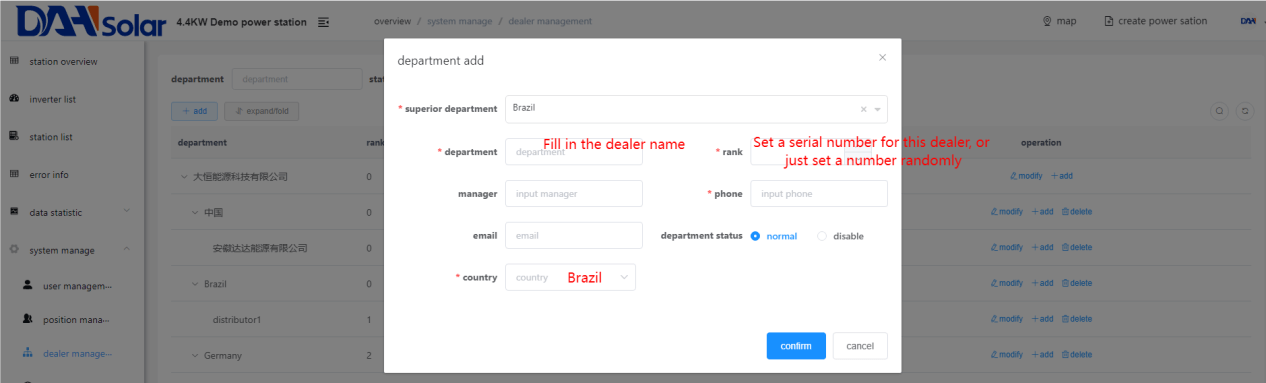 DAH Solar 4.4KW Demo power station overview / system manage / dealer management map create power sation DAH
station overview
inverter list
station list
error info
data statistic
system manage
user managem...
position mana...
dealer manage...
department department
+ add expand/fold
department rank operation
大恒能源科技有限公司 0 modify + add
中国 0 modify + add delete
安徽达达能源有限公司 0 modify + add delete
Brazil 0 modify + add delete
distributor1 1 modify + add delete
Germany 2 modify + add delete
department add
* superior department Brazil
* department department Fill in the dealer name
* rank Set a serial number for this dealer, or
just set a number randomly
manager input manager * phone input phone
email email department status normal disable
* country country Brazil
confirm cancel